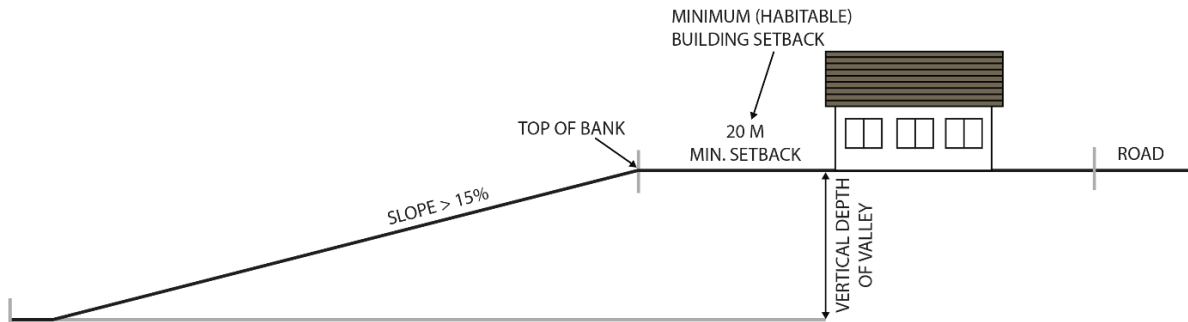 MINIMUM (HABITABLE)
BUILDING SETBACK
TOP OF BANK
20 M
MIN. SETBACK
ROAD
SLOPE > 15%
VERTICAL DEPTH
OF VALLEY